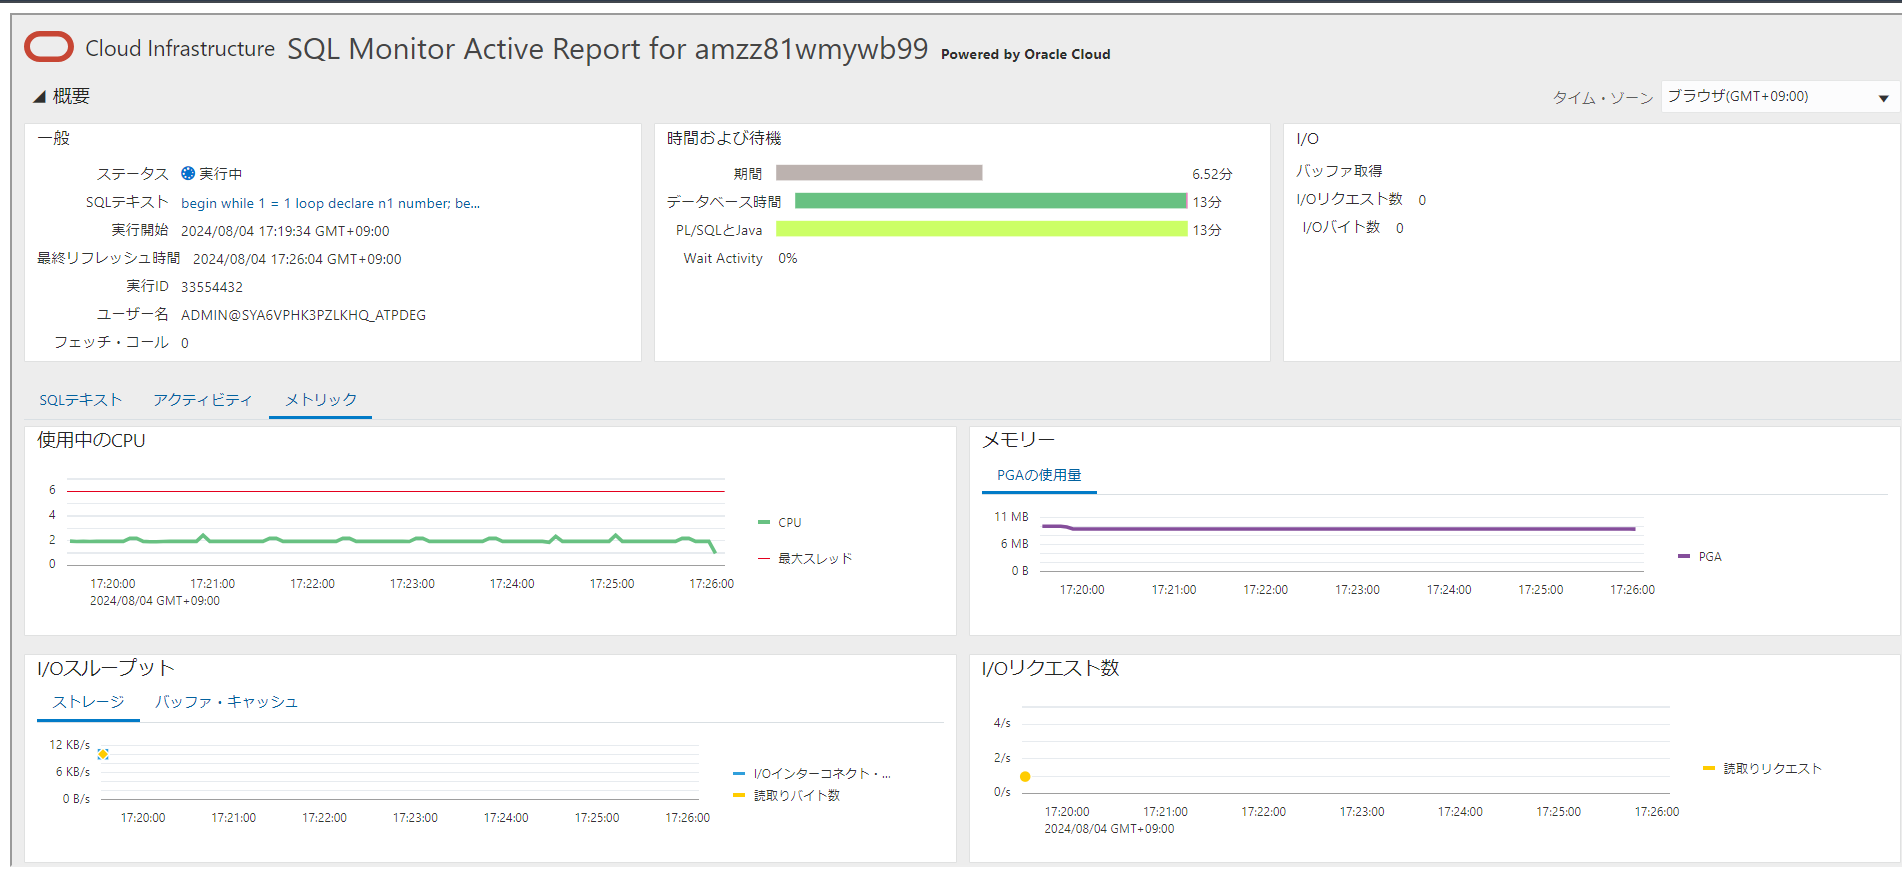 Cloud Infrastructure SQL Monitor Active Report for amzz81wmywb99 Powered by Oracle Cloud
概要
タイム・ゾーン ブラウザ(GMT+09:00)
一般
ステータス 実行中
SQLテキスト begin while 1 = 1 loop declare n1 number; be...
実行開始 2024/08/04 17:19:34 GMT+09:00
最終リフレッシュ時間 2024/08/04 17:26:04 GMT+09:00
実行ID 33554432
ユーザー名 ADMIN@SYA6VPHK3PZLKHQ_ATPDEG
フェッチ・コール 0
時間および待機
期間 6.52分
データベース時間 13分
PL/SQLとJava 13分
Wait Activity 0%
I/O
バッファ取得
I/Oリクエスト数 0
I/Oバイト数 0
SQLテキスト アクティビティ メトリック
使用中のCPU
6
4
2
0
17:20:00 17:21:00 17:22:00 17:23:00 17:24:00 17:25:00 17:26:00
2024/08/04 GMT+09:00
CPU
最大スレッド
メモリー
PGAの使用量
11 MB
6 MB
0 B
17:20:00 17:21:00 17:22:00 17:23:00 17:24:00 17:25:00 17:26:00
PGA
I/Oスループット
ストレージ バッファ・キャッシュ
12 KB/s
6 KB/s
0 B/s
17:20:00 17:21:00 17:22:00 17:23:00 17:24:00 17:25:00 17:26:00
I/Oインターコネクト・...
読取りバイト数
I/Oリクエスト数
4/s
2/s
0/s
17:20:00 17:21:00 17:22:00 17:23:00 17:24:00 17:25:00 17:26:00
2024/08/04 GMT+09:00
読取りリクエスト